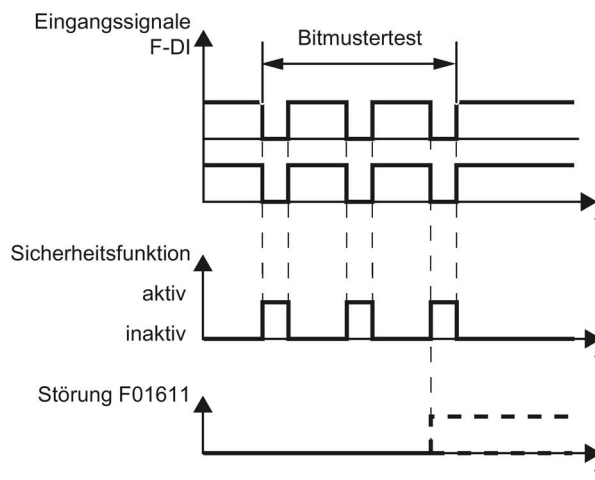 Eingangssignale
F-DI
Bitmustertest
Sicherheitsfunktion
aktiv
inaktiv
Störung F01611